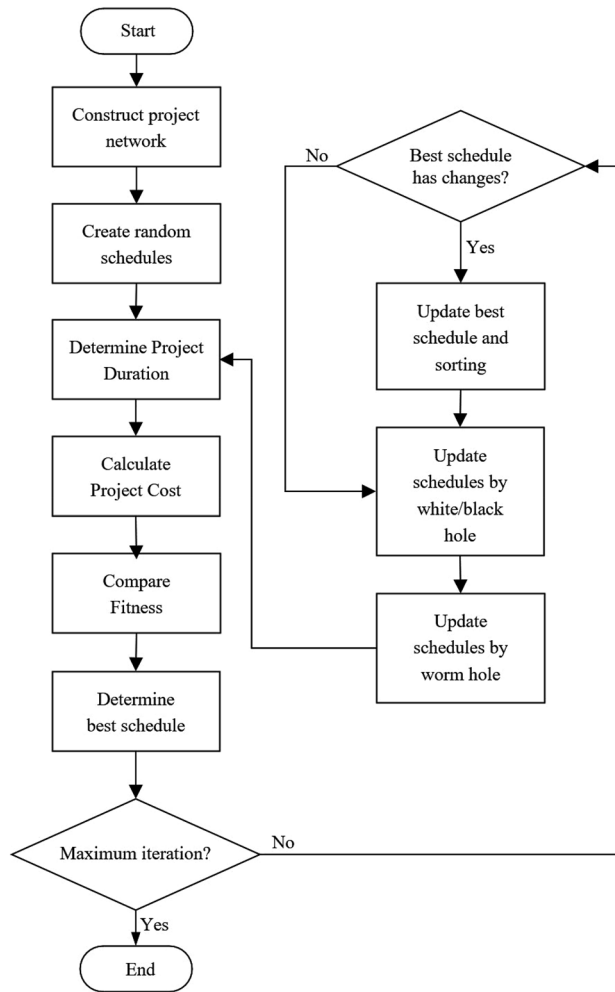 Start
Construct project
network
Create random
schedules
Determine Project
Duration
Calculate
Project Cost
Compare
Fitness
Determine
best schedule
Maximum iteration?
No
Yes
End
Best schedule
has changes?
No
Yes
Update best
schedule and
sorting
Update
schedules by
white/black
hole
Update
schedules by
worm hole